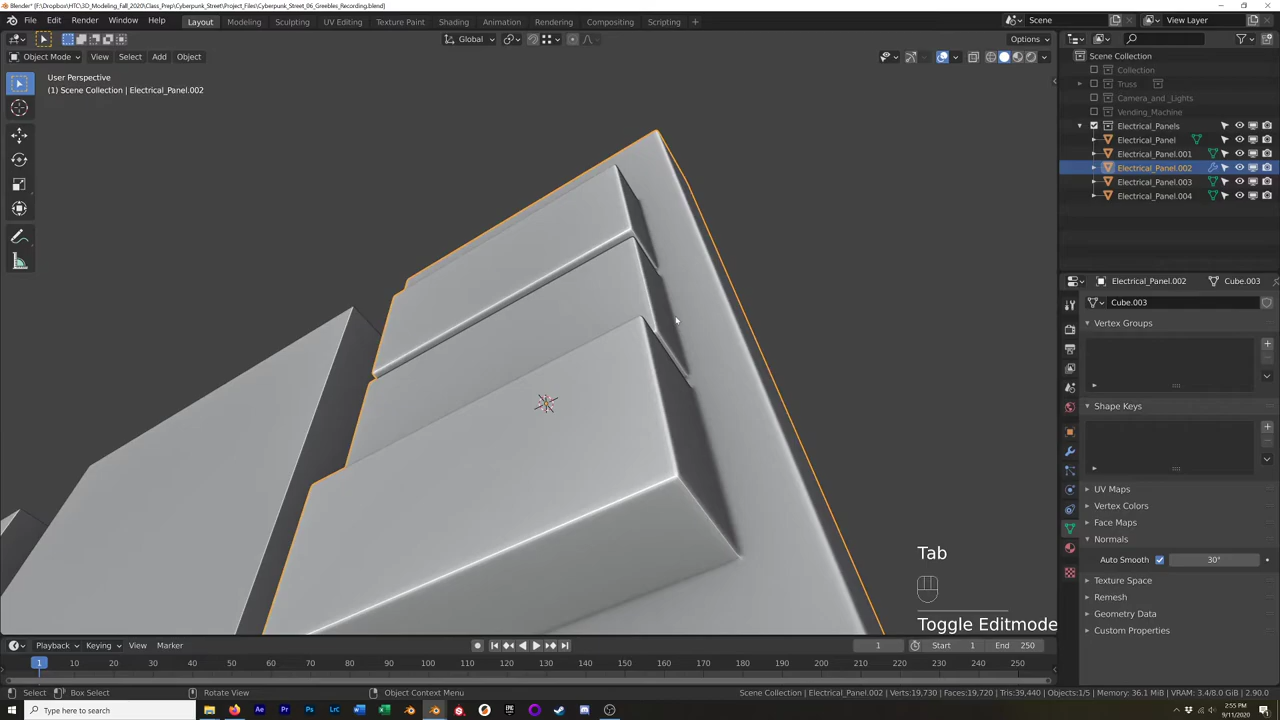 Blender* [F:\Dropbox\HTC\3D_Modeling_Fall_2020\Class_Prep\Cyberpunk_Street\Project_Files\Cyberpunk_Street_06_Greebles_Recording.blend]
File Edit Render Window Help Layout Modeling Sculpting UV Editing Texture Paint Shading Animation Rendering Compositing Scripting + Scene View Layer
Global Options
Object Mode View Select Add Object
User Perspective
(1) Scene Collection | Electrical_Panel.002
Scene Collection
Collection
Truss
Camera_and_Lights
Vending_Machine
Electrical_Panels
Electrical_Panel
Electrical_Panel.001
Electrical_Panel.002
Electrical_Panel.003
Electrical_Panel.004
Electrical_Panel.002 Cube.003
Cube.003
Vertex Groups
Shape Keys
UV Maps
Vertex Colors
Face Maps
Normals
Auto Smooth 30°
Texture Space
Remesh
Geometry Data
Custom Properties
Tab
Toggle Editmode
Playback Keying View Marker 1 Start 1 End 250
1 10 20 30 40 50 60 70 80 90 100 110 120 130 140 150 160 170 180 190 200 210 220 230 240 250
Select Box Select Rotate View Object Context Menu Scene Collection | Electrical_Panel.002 | Verts:19,730 | Faces:19,720 | Tris:39,440 | Objects:1/5 | Memory: 36.1 MiB | VRAM: 3.4/8.0 GiB | 2.90.0
Type here to search
2:55 PM
9/11/2020